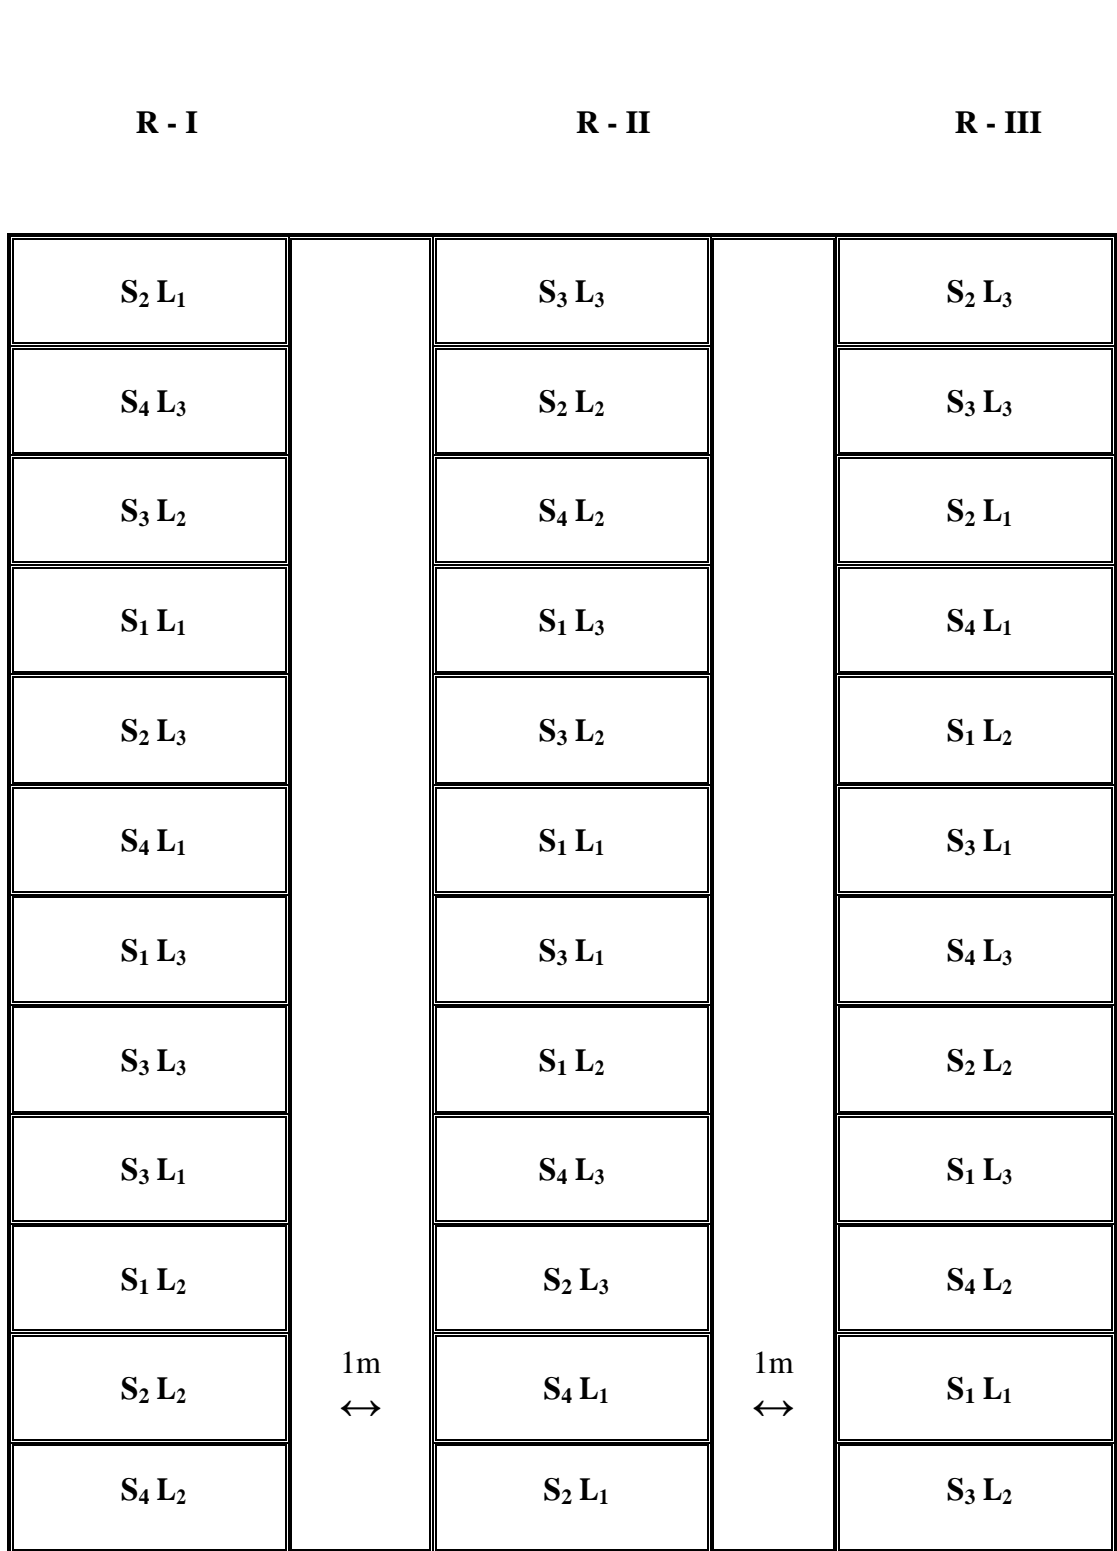 R - I R - II R - III
S₂ L₁ S₃ L₃ S₂ L₃
S₄ L₃ S₂ L₂ S₃ L₃
S₃ L₂ S₄ L₂ S₂ L₁
S₁ L₁ S₁ L₃ S₄ L₁
S₂ L₃ S₃ L₂ S₁ L₂
S₄ L₁ S₁ L₁ S₃ L₁
S₁ L₃ S₃ L₁ S₄ L₃
S₃ L₃ S₁ L₂ S₂ L₂
S₃ L₁ S₄ L₃ S₁ L₃
S₁ L₂ S₂ L₃ S₄ L₂
1m 1m
S₂ L₂ S₄ L₁ S₁ L₁
↔ ↔
S₄ L₂ S₂ L₁ S₃ L₂